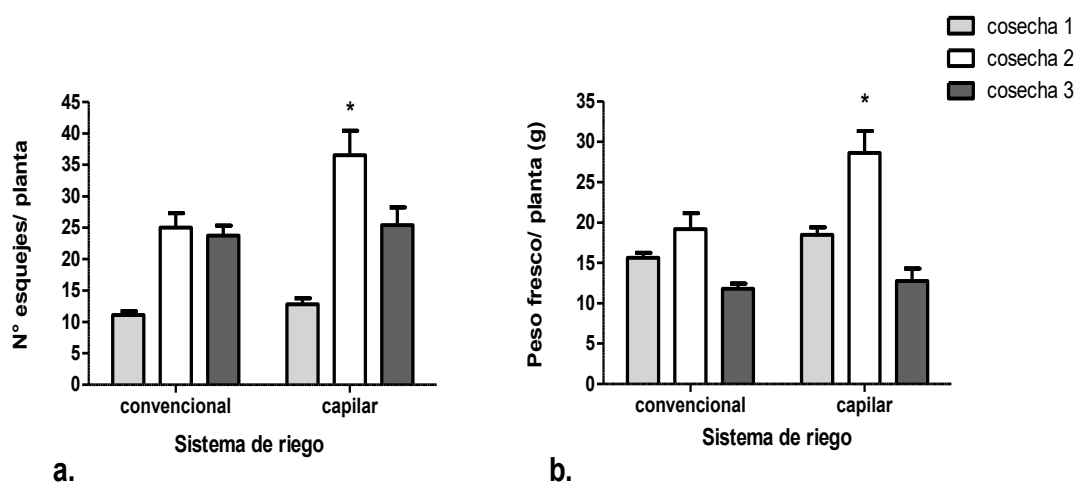 cosecha 1
cosecha 2
cosecha 3
N° esquejes/ planta
45
40
35
30
25
20
15
10
5
0
*
convencional
capilar
Sistema de riego
a.
Peso fresco/ planta (g)
35
30
25
20
15
10
5
0
*
convencional
capilar
Sistema de riego
b.